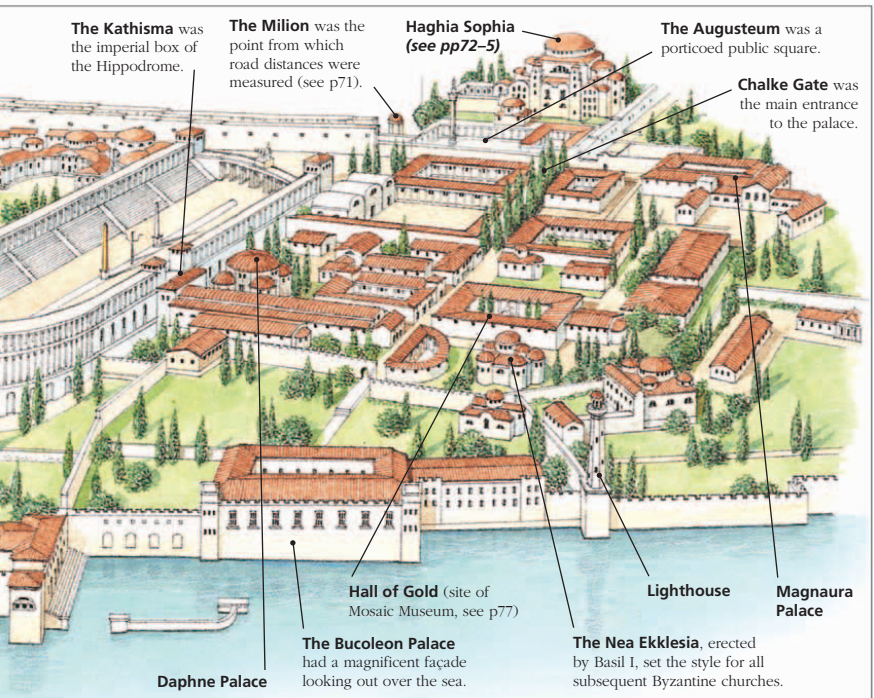 The Kathisma was
the imperial box of
the Hippodrome.
The Milion was the
point from which
road distances were
measured (see p71).
Haghia Sophia
(see pp72–5)
The Augusteum was a
porticoed public square.
Chalke Gate was
the main entrance
to the palace.
Hall of Gold (site of
Mosaic Museum, see p77)
Lighthouse
Magnaura
Palace
The Bucoleon Palace
had a magnificent façade
looking out over the sea.
The Nea Ekklesia, erected
by Basil I, set the style for all
subsequent Byzantine churches.
Daphne Palace